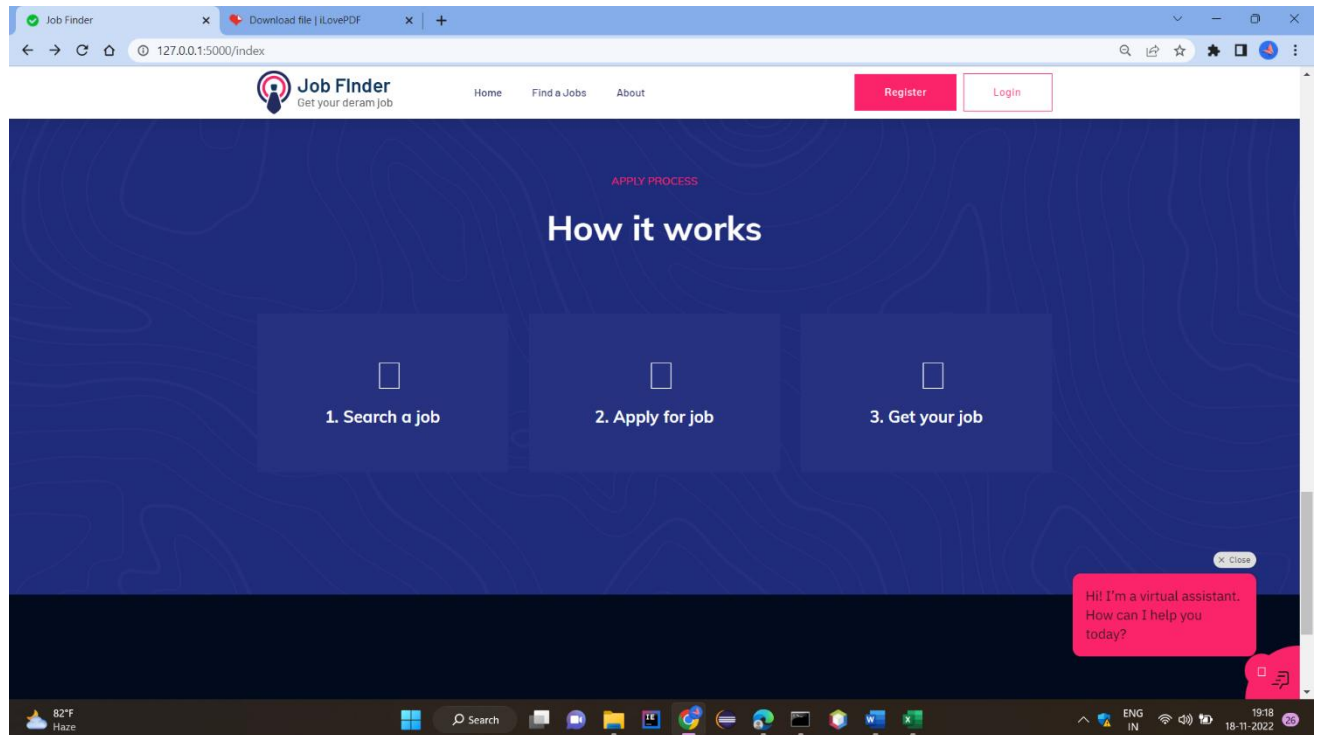 Job Finder
Download file | iLovePDF
127.0.0.1:5000/index
Job FInder
Get your deram job
Home Find a Jobs About Register Login
APPLY PROCESS
How it works
1. Search a job 2. Apply for job 3. Get your job
× Close
Hi! I'm a virtual assistant.
How can I help you
today?
82°F
Haze
Search
ENG
IN
19:18
18-11-2022
26